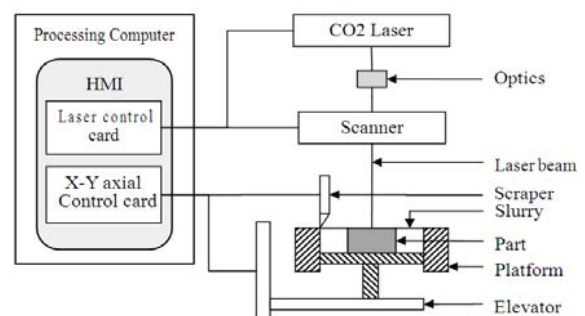 Processing Computer
HMI
Laser control
card
X-Y axial
Control card
CO2 Laser
Optics
Scanner
Laser beam
Scraper
Slurry
Part
Platform
Elevator